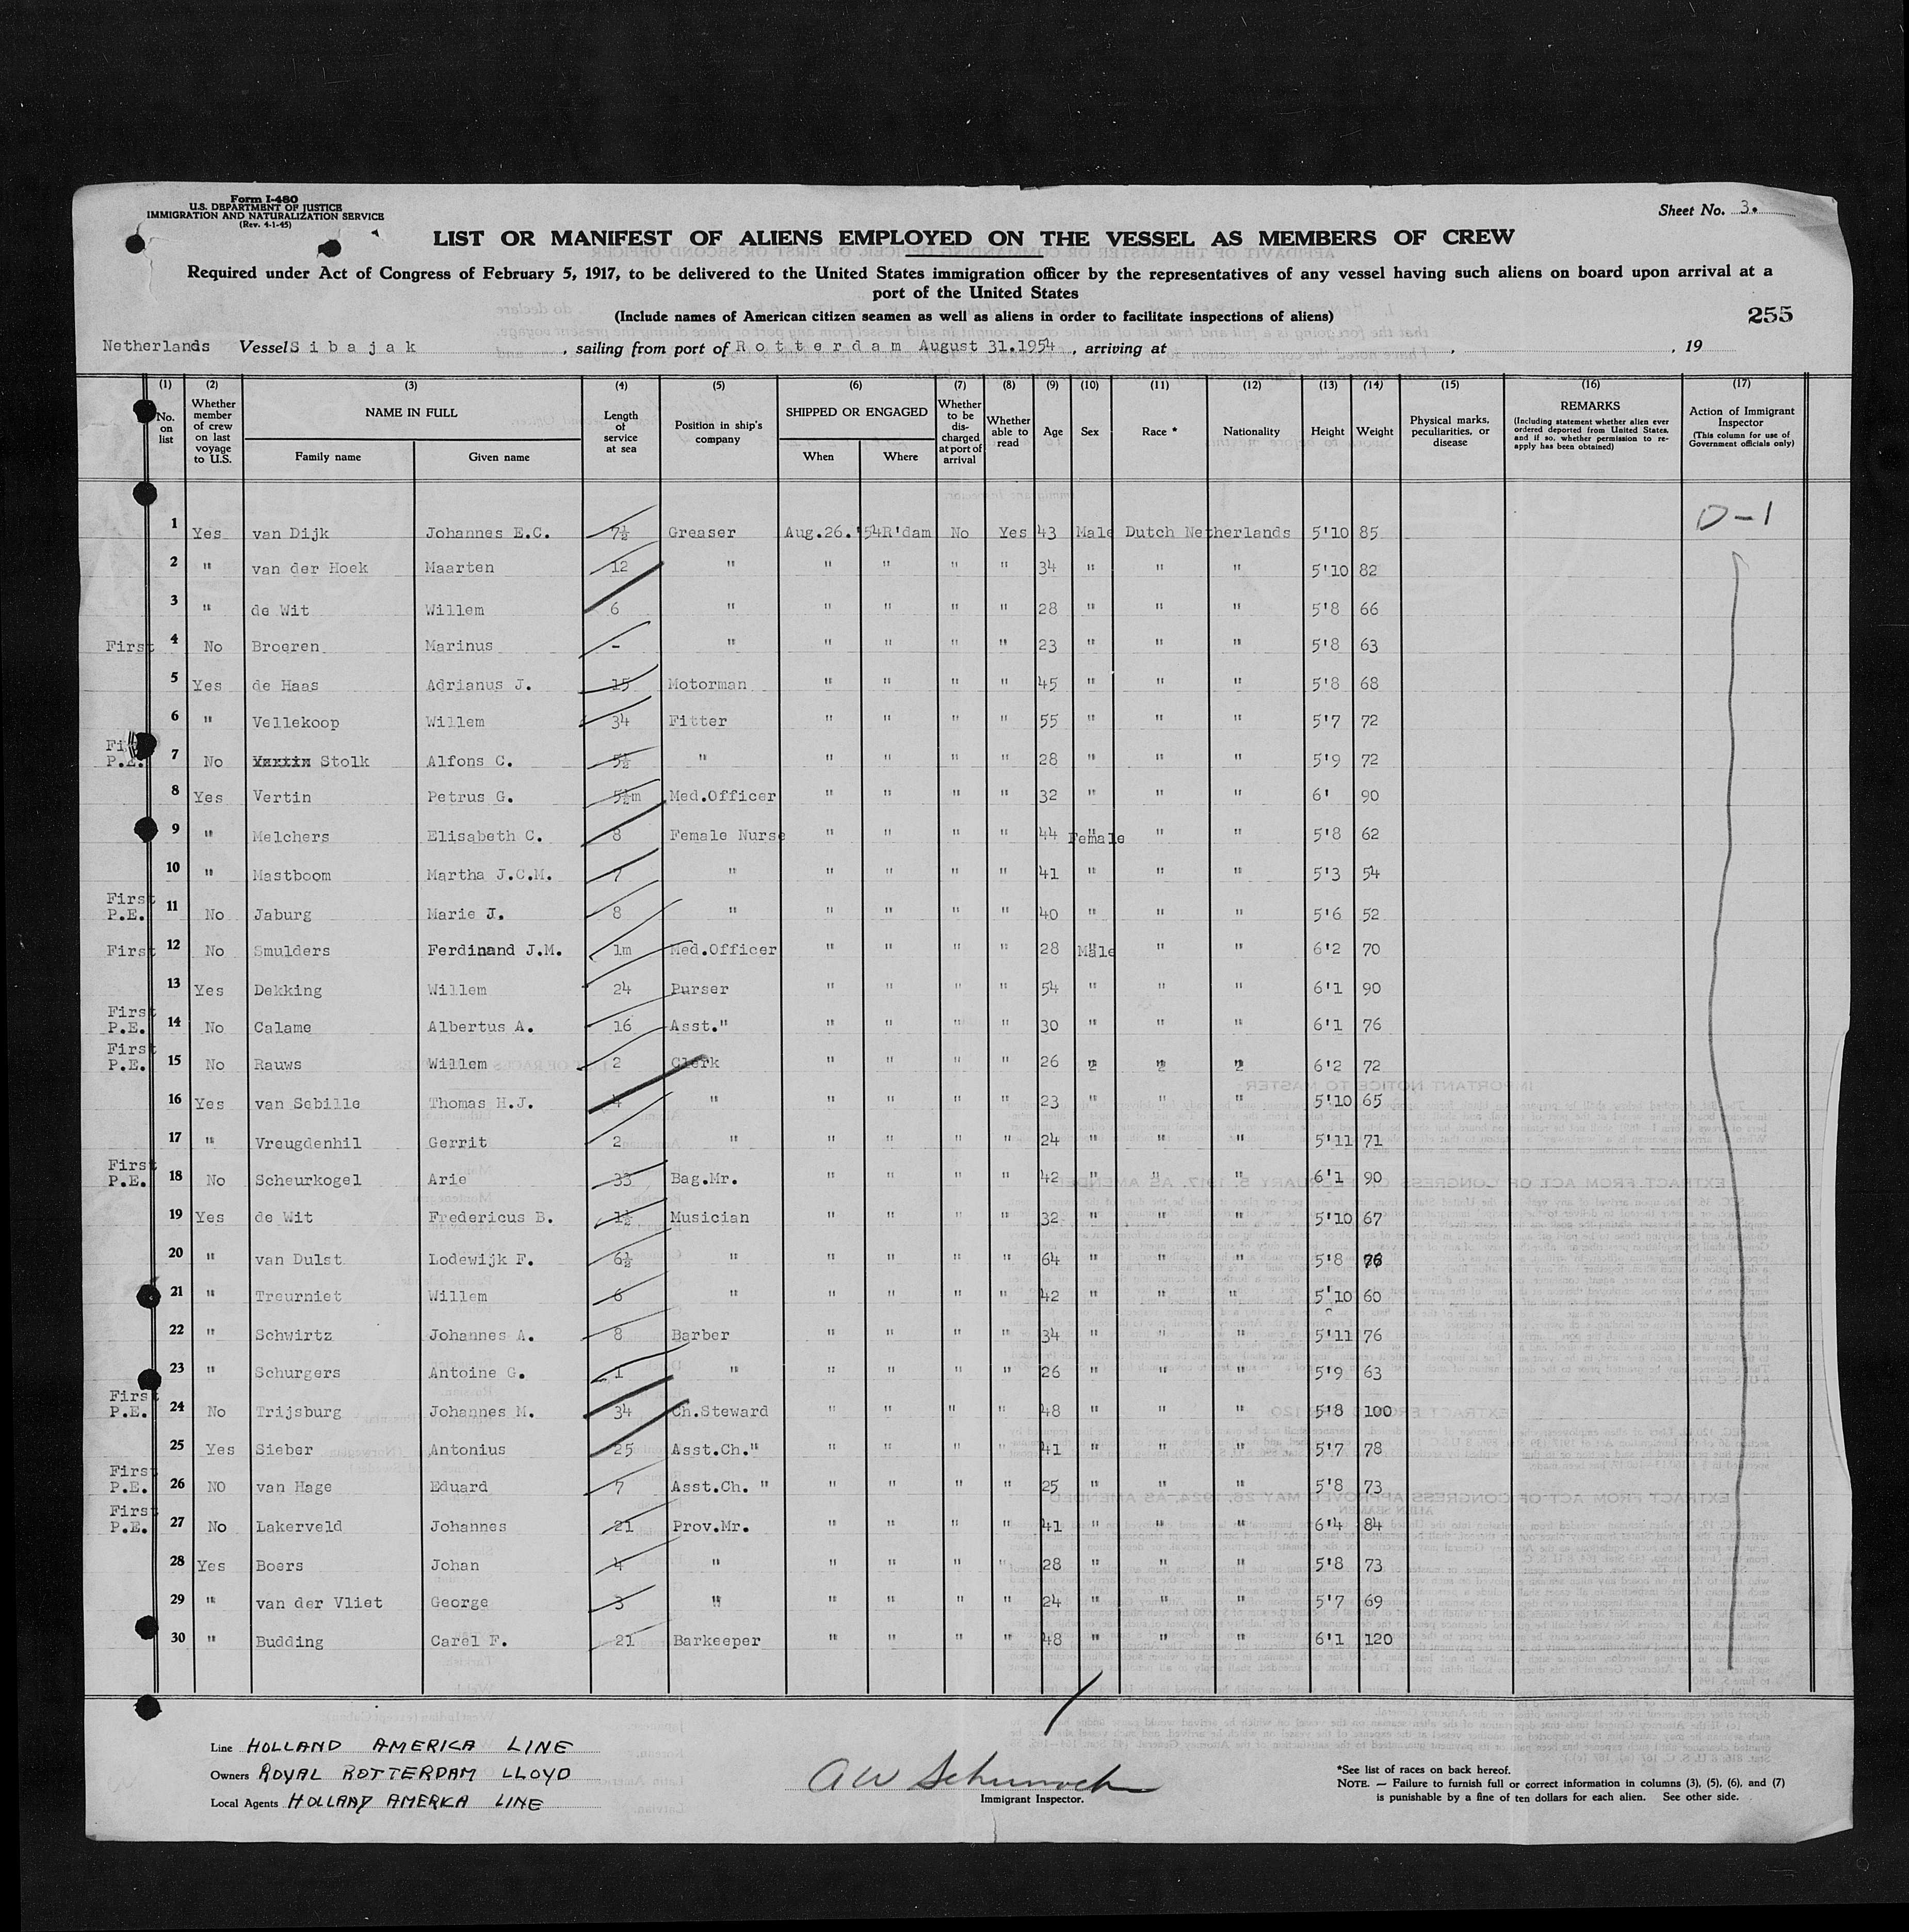 Form I-480
U.S. DEPARTMENT OF JUSTICE
IMMIGRATION AND NATURALIZATION SERVICE
(Rev. 4-1-45)
Sheet No. 3.
LIST OR MANIFEST OF ALIENS EMPLOYED ON THE VESSEL AS MEMBERS OF CREW
Required under Act of Congress of February 5, 1917, to be delivered to the United States immigration officer by the representatives of any vessel having such aliens on board upon arrival at a
port of the United States
(Include names of American citizen seamen as well as aliens in order to facilitate inspections of aliens)
255
Netherlands Vessel Sibajak, sailing from port of Rotterdam August 31.1954, arriving at , , 19
(1) (2) (3) (4) (5) (6) (7) (8) (9) (10) (11) (12) (13) (14) (15) (16) (17)
No. on list
Whether member of crew on last voyage to U.S.
NAME IN FULL
Family name Given name
Length of service at sea
Position in ship's company
SHIPPED OR ENGAGED
When Where
Whether to be discharged at port of arrival
Whether able to read
Age Sex Race * Nationality Height Weight
Physical marks, peculiarities, or disease
REMARKS
(Including statement whether alien ever ordered deported from United States, and if so, whether permission to re-apply has been obtained)
Action of Immigrant Inspector
(This column for use of Government officials only)
D-1
1 Yes van Dijk Johannes E.C. 7½ Greaser Aug.26.'54 R'dam No Yes 43 Male Dutch Netherlands 5'10 85
2 " van der Hoek Maarten 12 " " " " " 34 " " " 5'10 82
3 " de Wit Willem 6 " " " " " 28 " " " 5'8 66
First 4 No Broeren Marinus - " " " " " 23 " " " 5'8 63
5 Yes de Haas Adrianus J. 15 Motorman " " " " 45 " " " 5'8 68
6 " Vellekoop Willem 34 Fitter " " " " 55 " " " 5'7 72
First P.E. 7 No Stolk Alfons C. 5½ " " " " " 28 " " " 5'9 72
8 Yes Vertin Petrus G. 5½m Med.Officer " " " " 32 " " " 6' 90
9 " Melchers Elisabeth C. 8 Female Nurse " " " " 44 Female " " 5'8 62
10 " Mastboom Martha J.C.M. 7 " " " " " 41 " " " 5'3 54
First P.E. 11 No Jaburg Marie J. 8 " " " " " 40 " " " 5'6 52
First 12 No Smulders Ferdinand J.M. 1m Med.Officer " " " " 28 Male " " 6'2 70
13 Yes Dekking Willem 24 Purser " " " " 54 " " " 6'1 90
First P.E. 14 No Calame Albertus A. 16 Asst." " " " " 30 " " " 6'1 76
First P.E. 15 No Rauws Willem 2 Clerk " " " " 26 " " " 6'2 72
16 Yes van Sebille Thomas H.J. 4 " " " " " 23 " " " 5'10 65
17 " Vreugdenhil Gerrit 2 " " " " " 24 " " " 5'11 71
First P.E. 18 No Scheurkogel Arie 33 Bag.Mr. " " " " 42 " " " 6'1 90
19 Yes de Wit Fredericus B. 1½ Musician " " " " 32 " " " 5'10 67
20 " van Dulst Lodewijk F. 6½ " " " " " 64 " " " 5'8
21 " Treurniet Willem 6 " " " " " 42 " " " 5'10 60
22 " Schwirtz Johannes A. 8 Barber " " " " 34 " " " 5'11 76
23 " Schurgers Antoine G. 1 " " " " " 26 " " " 5'9 63
First P.E. 24 No Trijsburg Johannes M. 34 Ch.Steward " " " " 48 " " " 5'8 100
25 Yes Sieber Antonius 25 Asst.Ch." " " " " 41 " " " 5'7 78
First P.E. 26 NO van Hage Eduard 7 Asst.Ch. " " " " " 25 " " " 5'8 73
First P.E. 27 No Lakerveld Johannes 21 Prov.Mr. " " " " 41 " " " 6'4 84
28 Yes Boers Johan 4 " " " " " 28 " " " 5'8 73
29 " van der Vliet George 3 " " " " " 24 " " " 5'7 69
30 " Budding Carel F. 21 Barkeeper " " " " 48 " " " 6'1 120
Line HOLLAND AMERICA LINE
Owners ROYAL ROTTERDAM LLOYD
Local Agents HOLLAND AMERICA LINE
Immigrant Inspector.
*See list of races on back hereof.
NOTE. — Failure to furnish full or correct information in columns (3), (5), (6), and (7)
is punishable by a fine of ten dollars for each alien. See other side.